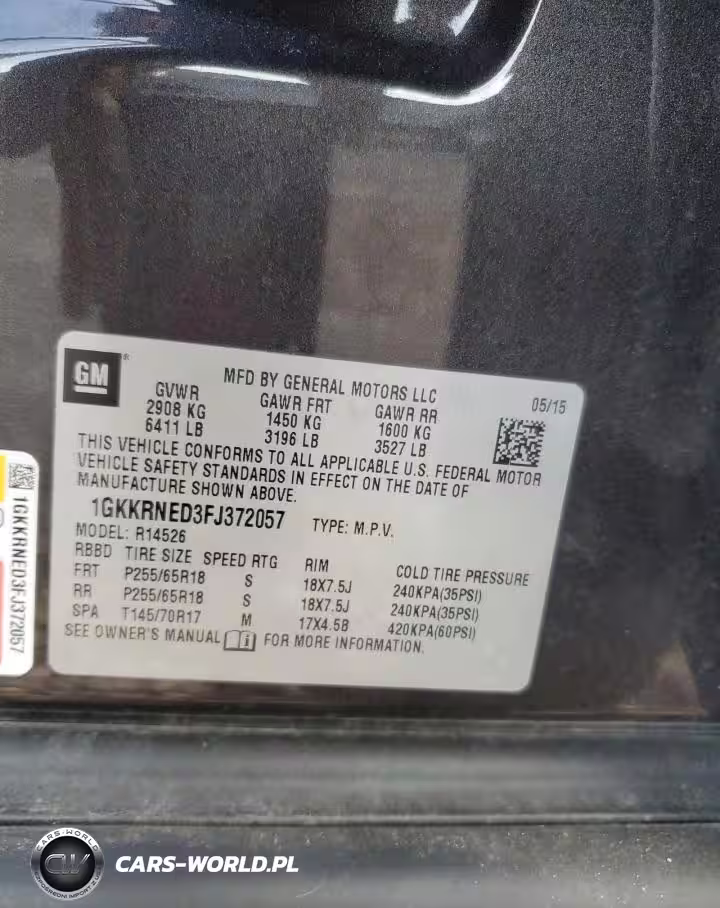 GM
MFD BY GENERAL MOTORS LLC
05/15
GVWR GAWR FRT GAWR RR
2908 KG 1450 KG 1600 KG
6411 LB 3196 LB 3527 LB
THIS VEHICLE CONFORMS TO ALL APPLICABLE U.S. FEDERAL MOTOR
VEHICLE SAFETY STANDARDS IN EFFECT ON THE DATE OF
MANUFACTURE SHOWN ABOVE.
1GKKRNED3FJ372057 TYPE: M.P.V.
MODEL: R14526
RBBD TIRE SIZE SPEED RTG RIM COLD TIRE PRESSURE
FRT P255/65R18 S 18X7.5J 240KPA(35PSI)
RR P255/65R18 S 18X7.5J 240KPA(35PSI)
SPA T145/70R17 M 17X4.5B 420KPA(60PSI)
SEE OWNER'S MANUAL FOR MORE INFORMATION.
1GKKRNED3FJ372057
CARS-WORLD
CW
CARS-WORLD.PL